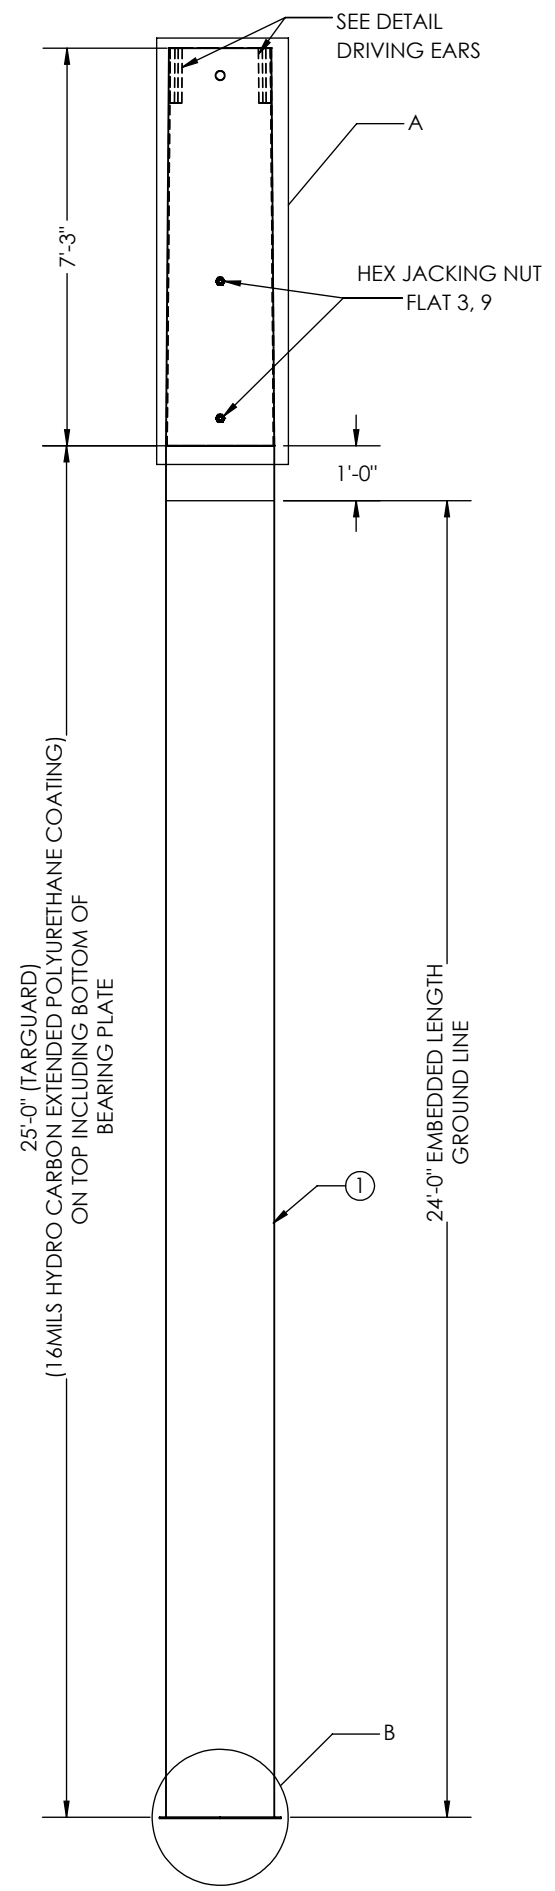 SEE DETAIL
DRIVING EARS
A
7'-3"
HEX JACKING NUT
FLAT 3, 9
1'-0"
25'-0" (TARGUARD)
(16MILS HYDRO CARBON EXTENDED POLYURETHANE COATING)
ON TOP INCLUDING BOTTOM OF
BEARING PLATE
24'-0" EMBEDDED LENGTH
GROUND LINE
1
B